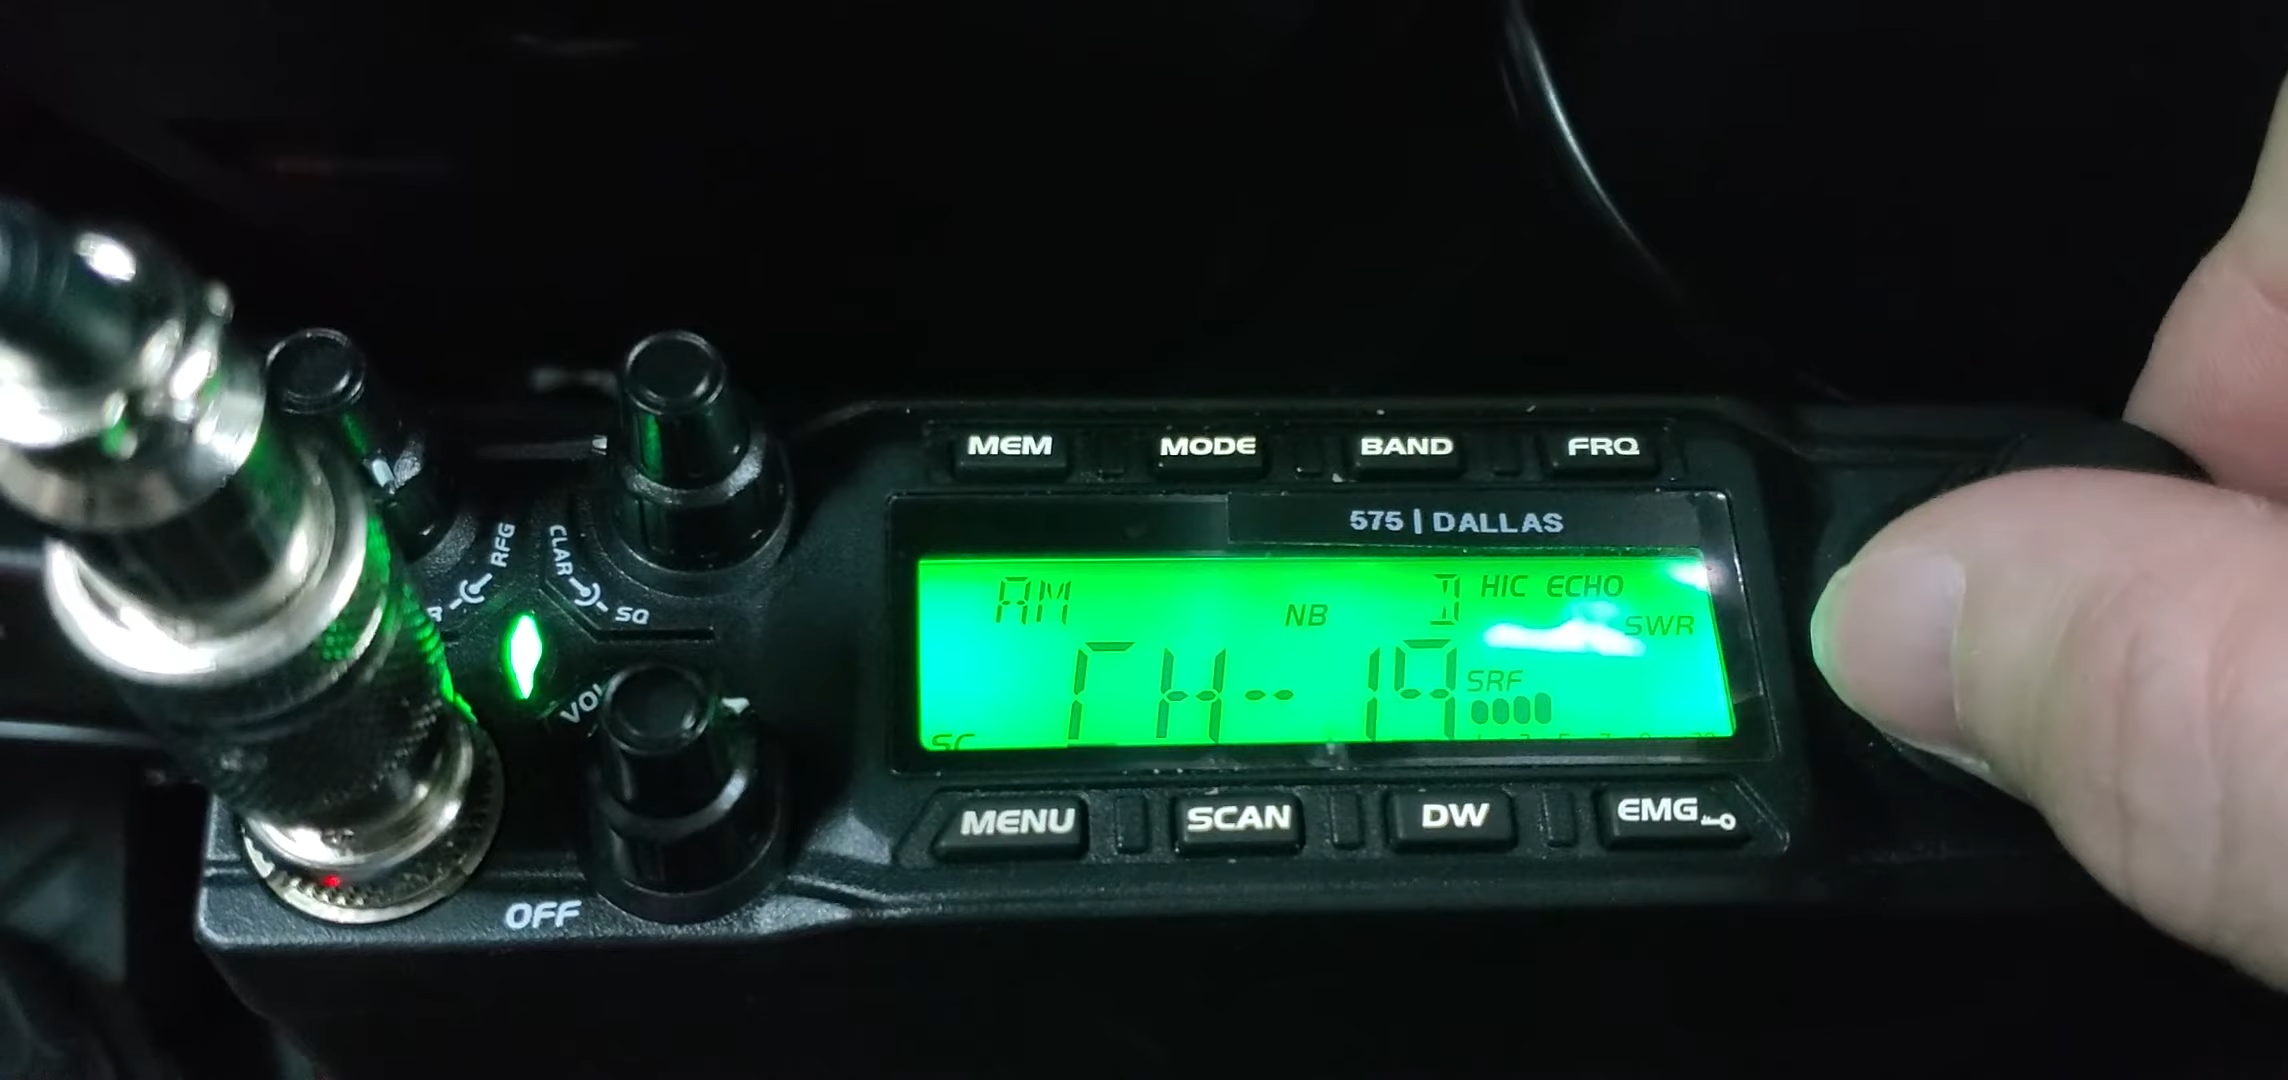 MEM MODE BAND FRQ
575 | DALLAS
RFG CLAR SQ
AM NB D HIC ECHO
SWR
CH-19 SRF
SC
VOL
MENU SCAN DW EMG
OFF